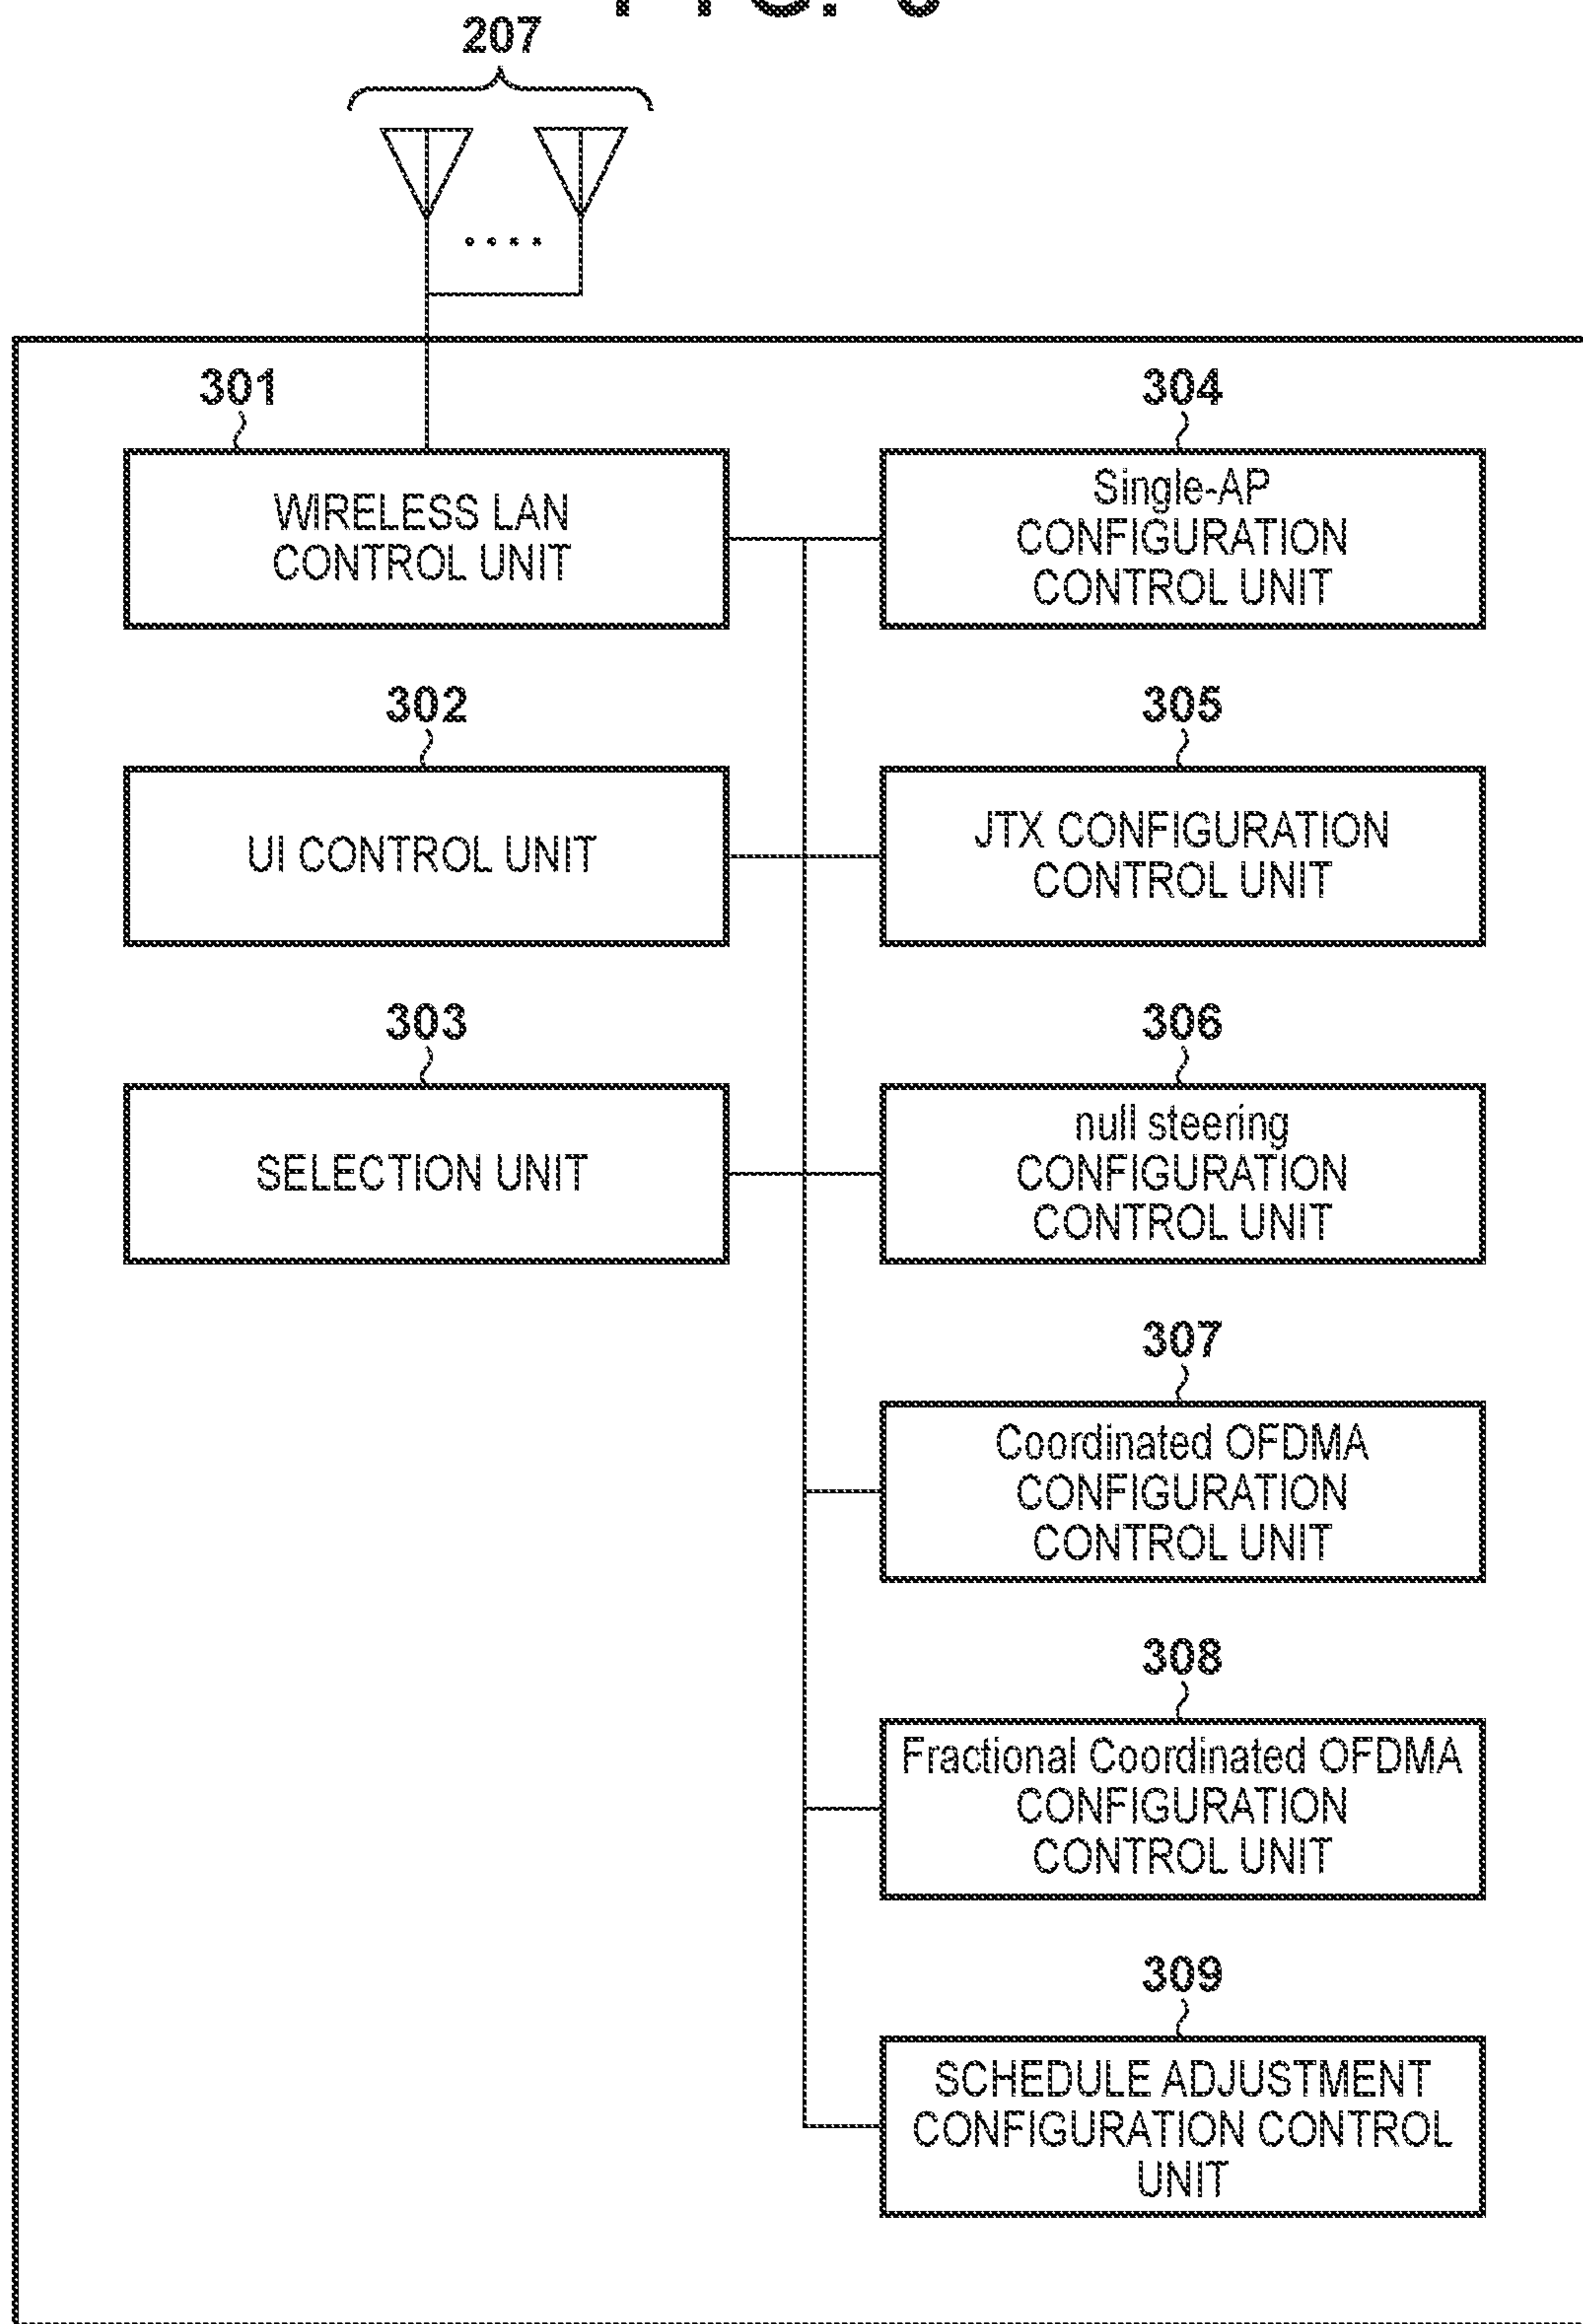 207
301
WIRELESS LAN
CONTROL UNIT
304
Single-AP
CONFIGURATION
CONTROL UNIT
302
UI CONTROL UNIT
305
JTX CONFIGURATION
CONTROL UNIT
303
SELECTION UNIT
306
null steering
CONFIGURATION
CONTROL UNIT
307
Coordinated OFDMA
CONFIGURATION
CONTROL UNIT
308
Fractional Coordinated OFDMA
CONFIGURATION
CONTROL UNIT
309
SCHEDULE ADJUSTMENT
CONFIGURATION CONTROL
UNIT